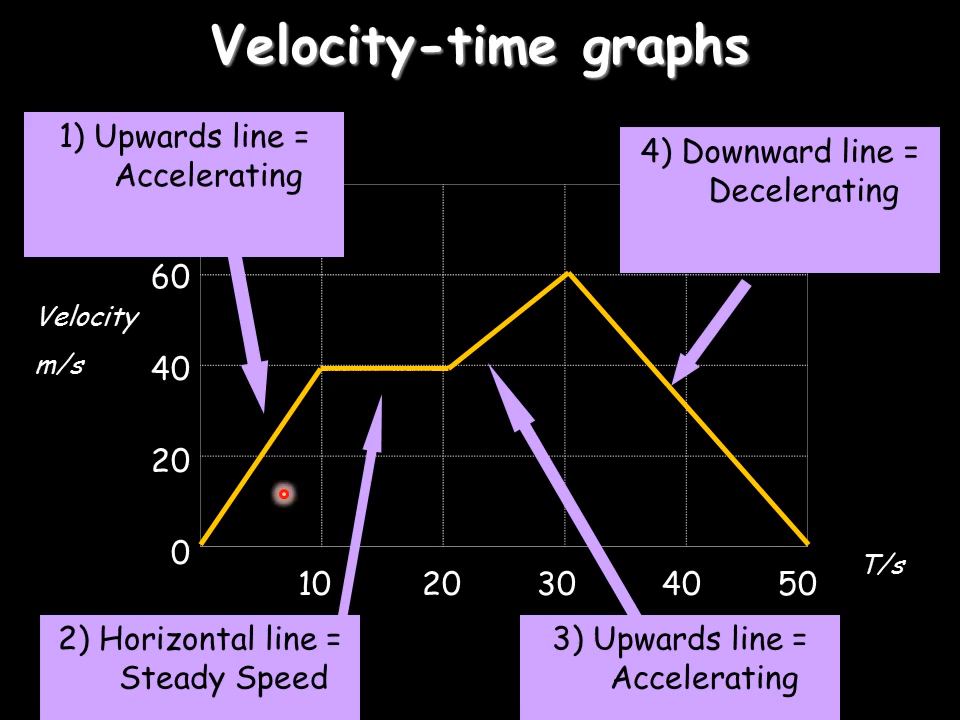 Velocity-time graphs
1) Upwards line =
Accelerating
4) Downward line =
Decelerating
60
Velocity
m/s
40
20
0
T/s
10 20 30 40 50
2) Horizontal line =
Steady Speed
3) Upwards line =
Accelerating